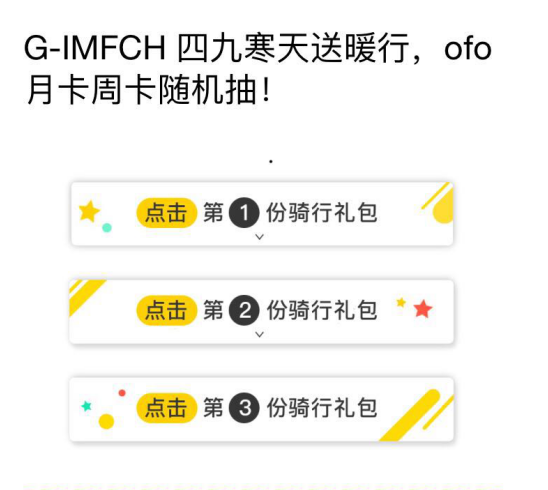 G-IMFCH 四九寒天送暖行，ofo
月卡周卡随机抽！
.
点击 第 1 份骑行礼包
点击 第 2 份骑行礼包
点击 第 3 份骑行礼包